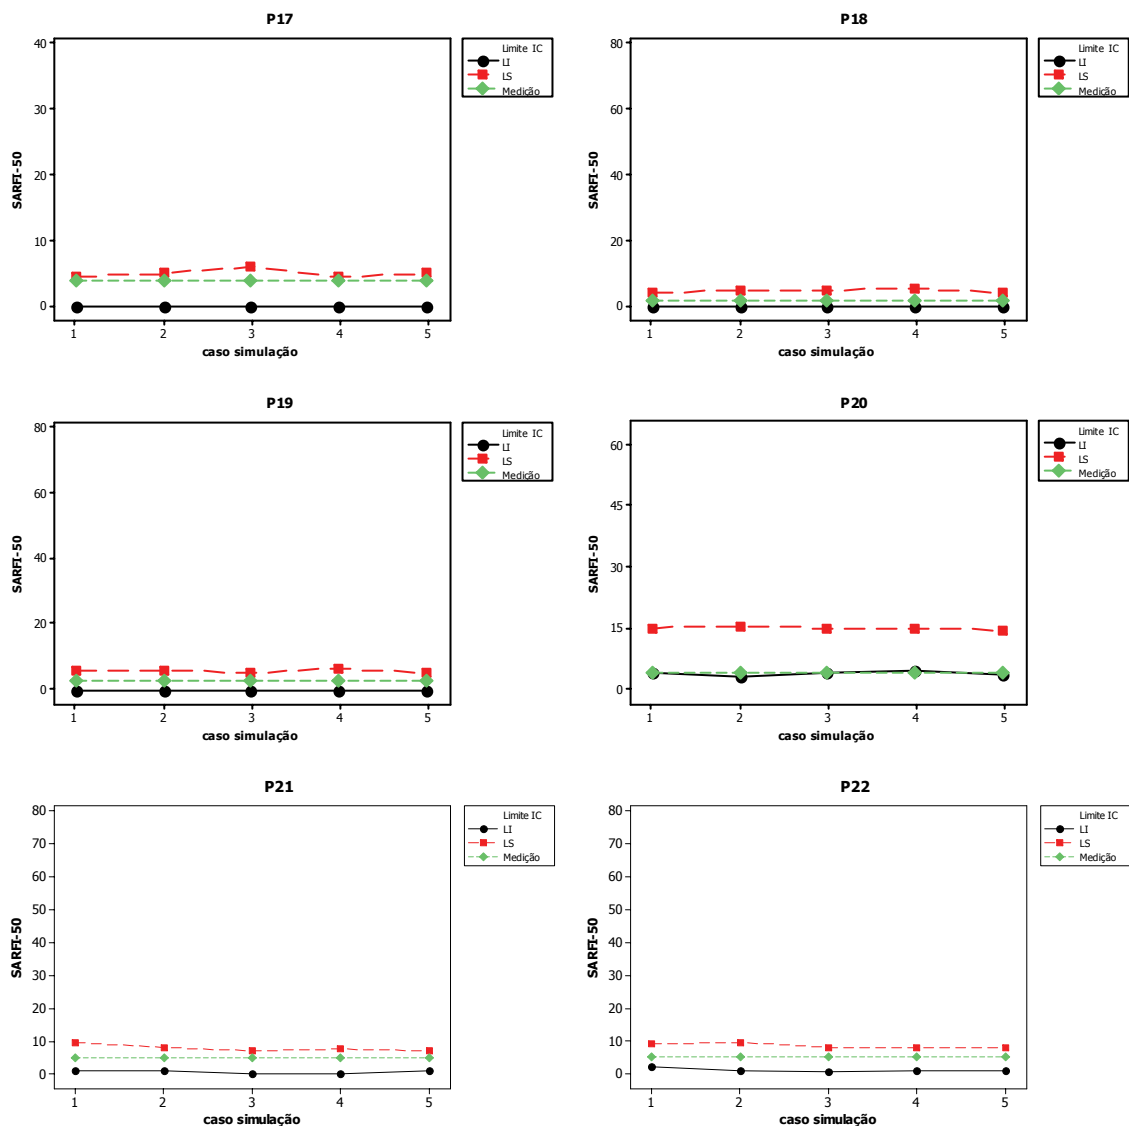 P17
40
30
20
10
0
SARFI-50
1 2 3 4 5
caso simulação
Limite IC
LI
LS
Medição
P18
80
60
40
20
0
SARFI-50
1 2 3 4 5
caso simulação
Limite IC
LI
LS
Medição
P19
80
60
40
20
0
SARFI-50
1 2 3 4 5
caso simulação
Limite IC
LI
LS
Medição
P20
60
45
30
15
0
SARFI-50
1 2 3 4 5
caso simulação
Limite IC
LI
LS
Medição
P21
80
70
60
50
40
30
20
10
0
SARFI-50
1 2 3 4 5
caso simulação
Limite IC
LI
LS
Medição
P22
80
70
60
50
40
30
20
10
0
SARFI-50
1 2 3 4 5
caso simulação
Limite IC
LI
LS
Medição